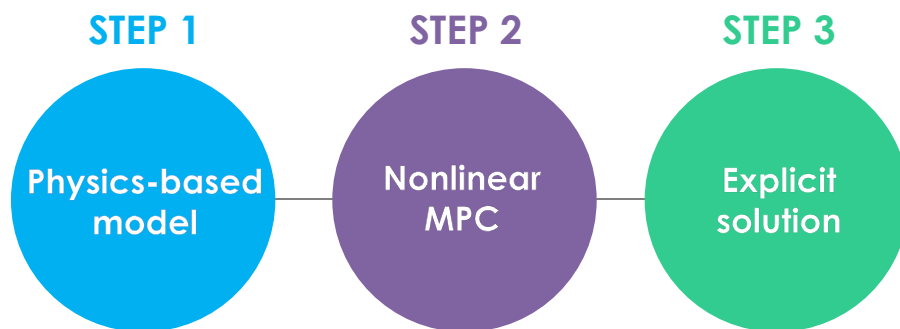 STEP 1
Physics-based
model
STEP 2
Nonlinear
MPC
STEP 3
Explicit
solution